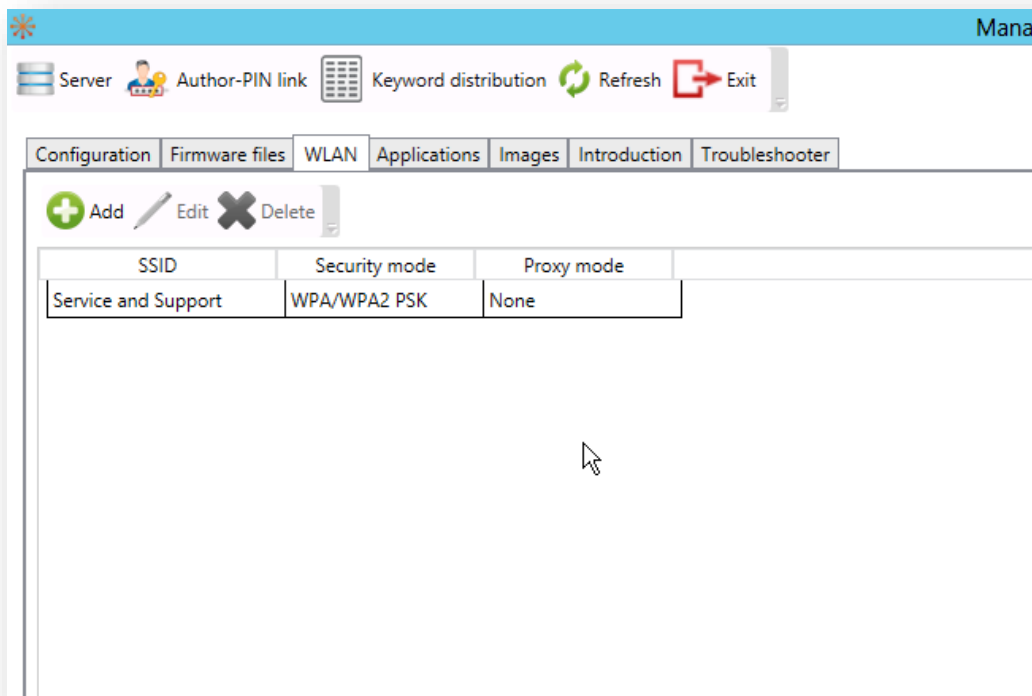 Mana
Server Author-PIN link Keyword distribution Refresh Exit
Configuration Firmware files WLAN Applications Images Introduction Troubleshooter
Add Edit Delete
SSID Security mode Proxy mode
Service and Support WPA/WPA2 PSK None